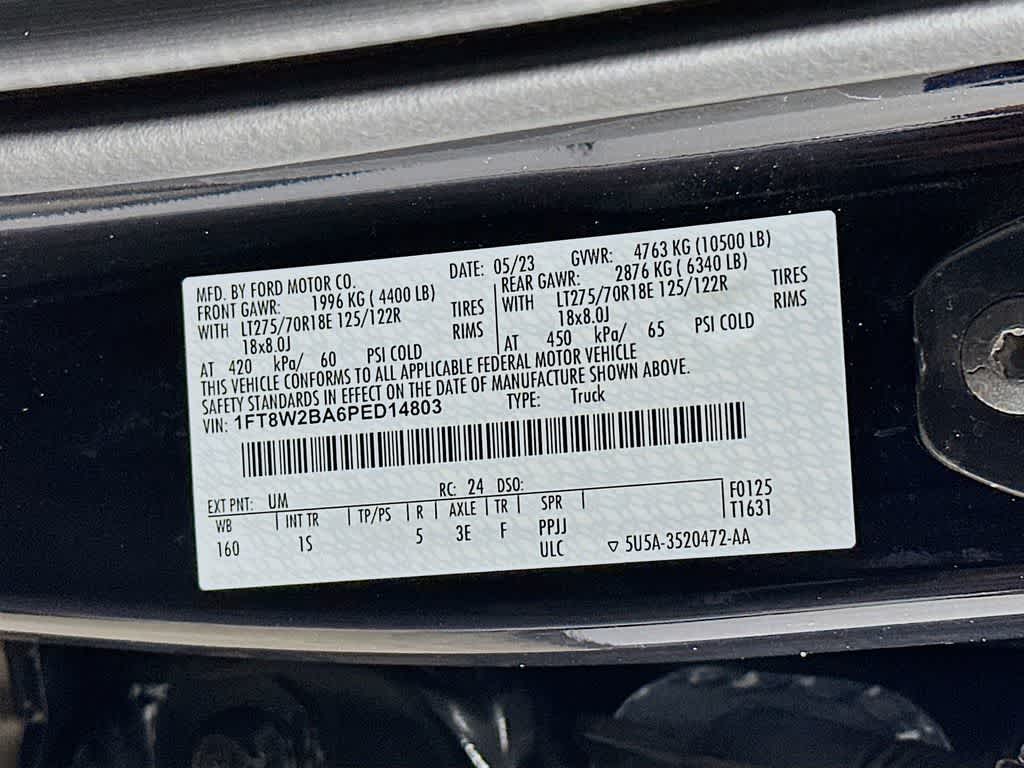 MFD. BY FORD MOTOR CO. DATE: 05/23 GVWR: 4763 KG (10500 LB)
FRONT GAWR: 1996 KG ( 4400 LB) REAR GAWR: 2876 KG ( 6340 LB)
WITH LT275/70R18E 125/122R TIRES WITH LT275/70R18E 125/122R TIRES
18x8.0J RIMS 18x8.0J RIMS
AT 420 kPa/ 60 PSI COLD AT 450 kPa/ 65 PSI COLD
THIS VEHICLE CONFORMS TO ALL APPLICABLE FEDERAL MOTOR VEHICLE
SAFETY STANDARDS IN EFFECT ON THE DATE OF MANUFACTURE SHOWN ABOVE.
VIN: 1FT8W2BA6PED14803 TYPE: Truck
EXT PNT: UM RC: 24 DSO: F0125
WB INT TR TP/PS R AXLE TR SPR T1631
160 1S 5 3E F PPJJ
ULC 5U5A-3520472-AA